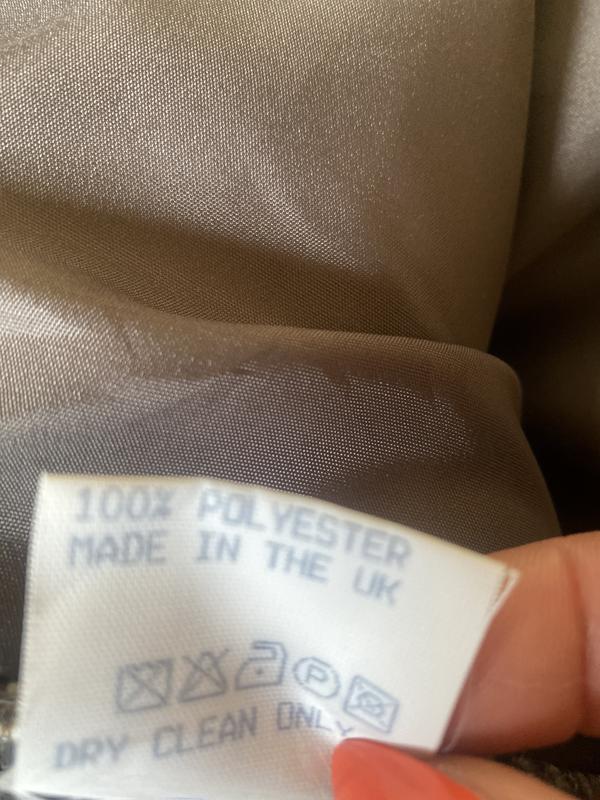 100% POLYESTER
MADE IN THE UK
P
DRY CLEAN ONLY